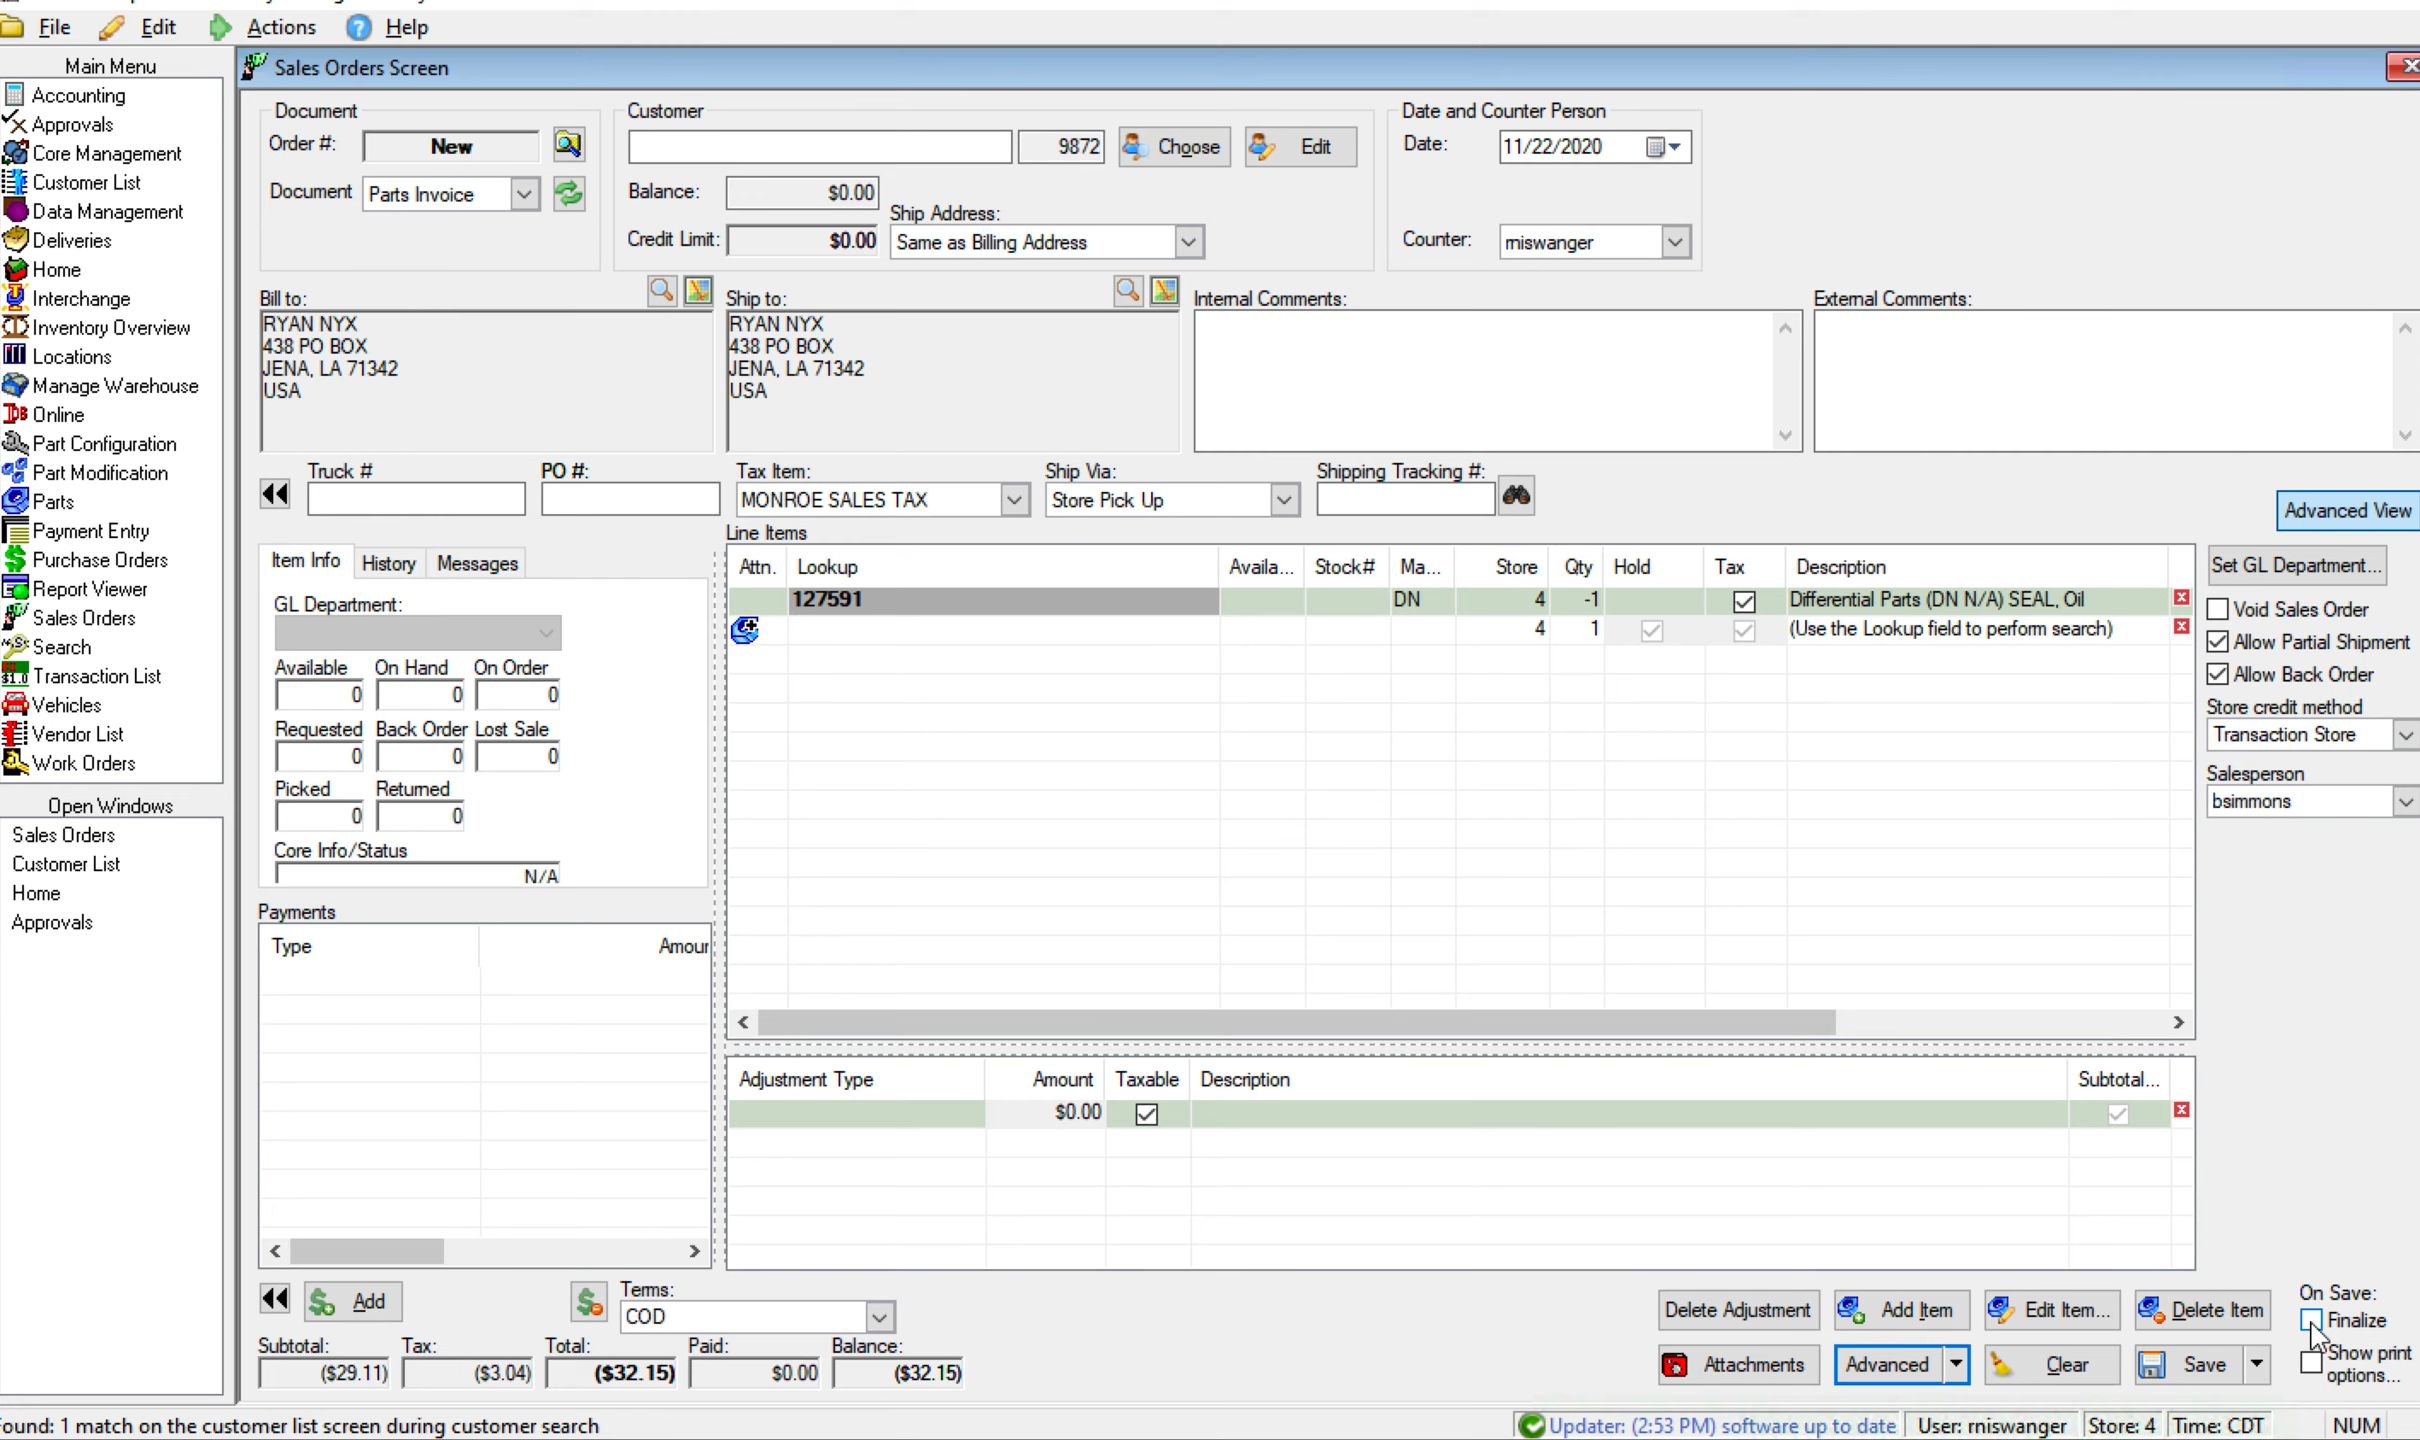 File Edit Actions Help
Main Menu
Accounting
Approvals
Core Management
Customer List
Data Management
Deliveries
Home
Interchange
Inventory Overview
Locations
Manage Warehouse
Online
Part Configuration
Part Modification
Parts
Payment Entry
Purchase Orders
Report Viewer
Sales Orders
Search
Transaction List
Vehicles
Vendor List
Work Orders
Open Windows
Sales Orders
Customer List
Home
Approvals
Sales Orders Screen
Document
Order #: New
Document Parts Invoice
Customer
9872 Choose Edit
Balance: $0.00
Credit Limit: $0.00
Ship Address:
Same as Billing Address
Date and Counter Person
Date: 11/22/2020
Counter: rniswanger
Bill to:
RYAN NYX
438 PO BOX
JENA, LA 71342
USA
Ship to:
RYAN NYX
438 PO BOX
JENA, LA 71342
USA
Internal Comments:
External Comments:
Truck # PO #: Tax Item: Ship Via: Shipping Tracking #:
MONROE SALES TAX Store Pick Up
Advanced View
Item Info History Messages
GL Department:
Available On Hand On Order
0 0 0
Requested Back Order Lost Sale
0 0 0
Picked Returned
0 0
Core Info/Status
N/A
Line Items
Attn. Lookup Availa... Stock# Ma... Store Qty Hold Tax Description
127591 DN 4 -1 Differential Parts (DN N/A) SEAL, Oil
4 1 (Use the Lookup field to perform search)
Set GL Department...
Void Sales Order
Allow Partial Shipment
Allow Back Order
Store credit method
Transaction Store
Salesperson
bsimmons
Payments
Type Amour
Adjustment Type Amount Taxable Description Subtotal...
$0.00
Add
Terms:
COD
Subtotal: Tax: Total: Paid: Balance:
($29.11) ($3.04) ($32.15) $0.00 ($32.15)
Delete Adjustment Add Item Edit Item... Delete Item
Attachments Advanced Clear Save
On Save:
Finalize
Show print
options...
ound: 1 match on the customer list screen during customer search
Updater: (2:53 PM) software up to date User: rniswanger Store: 4 Time: CDT NUM